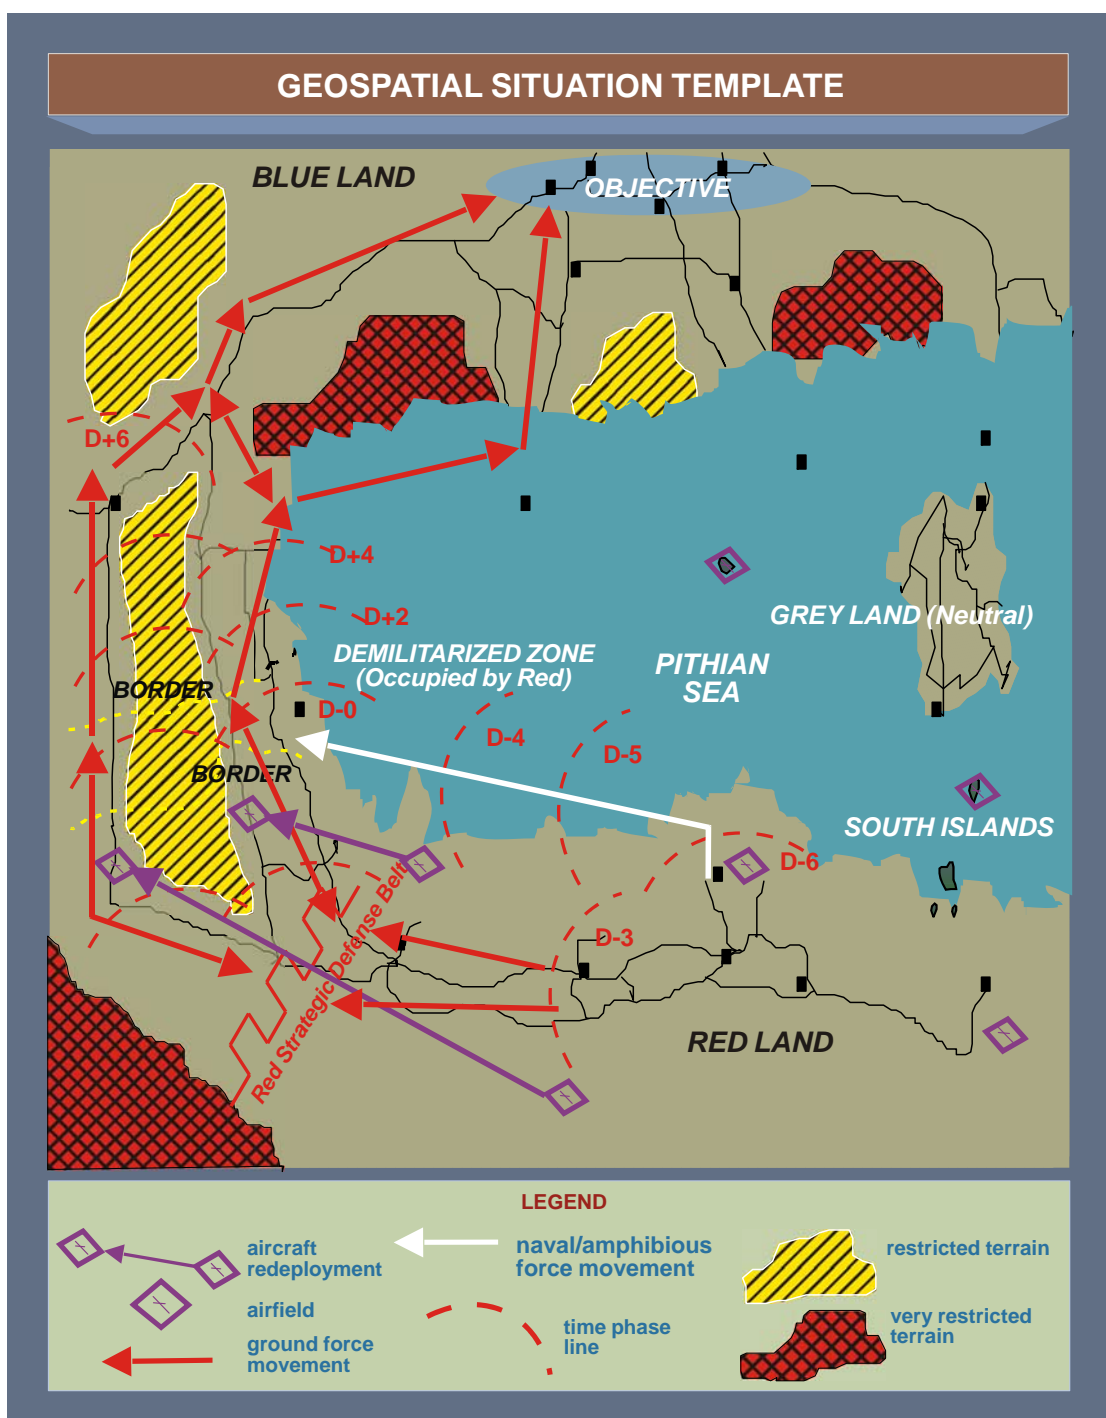 GEOSPATIAL SITUATION TEMPLATE
BLUE LAND
OBJECTIVE
D+6
D+4
GREY LAND (Neutral)
D+2
DEMILITARIZED ZONE
(Occupied by Red)
PITHIAN
SEA
BORDER
D-0
D-4
D-5
BORDER
SOUTH ISLANDS
D-6
Red Strategic Defense Belt
D-3
RED LAND
LEGEND
aircraft
redeployment
airfield
ground force
movement
naval/amphibious
force movement
time phase
line
restricted terrain
very restricted
terrain